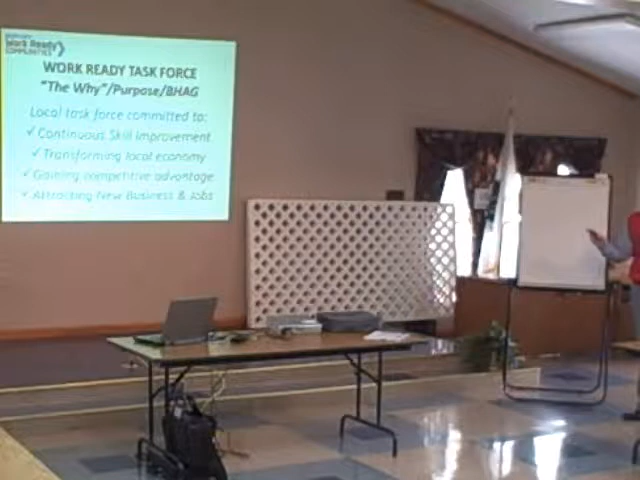 Work Ready
COMMUNITIES
WORK READY TASK FORCE
"The Why"/Purpose/BHAG
Local task force committed to:
✓ Continuous Skill Improvement
✓ Transforming local economy
✓ Gaining competitive advantage
✓ Attracting New Business & Jobs